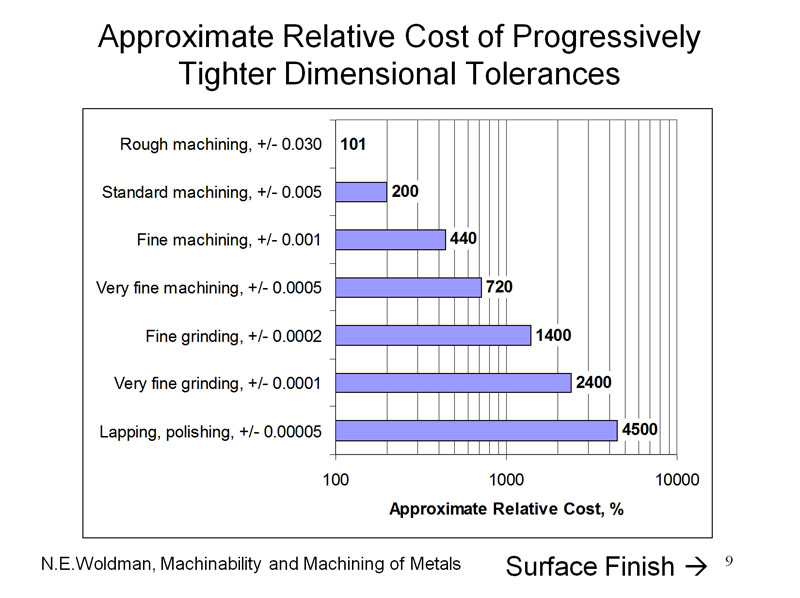 Approximate Relative Cost of Progressively
Tighter Dimensional Tolerances
Rough machining, +/- 0.030 101
Standard machining, +/- 0.005 200
Fine machining, +/- 0.001 440
Very fine machining, +/- 0.0005 720
Fine grinding, +/- 0.0002 1400
Very fine grinding, +/- 0.0001 2400
Lapping, polishing, +/- 0.00005 4500
100 1000 10000
Approximate Relative Cost, %
N.E.Woldman, Machinability and Machining of Metals
Surface Finish → 9